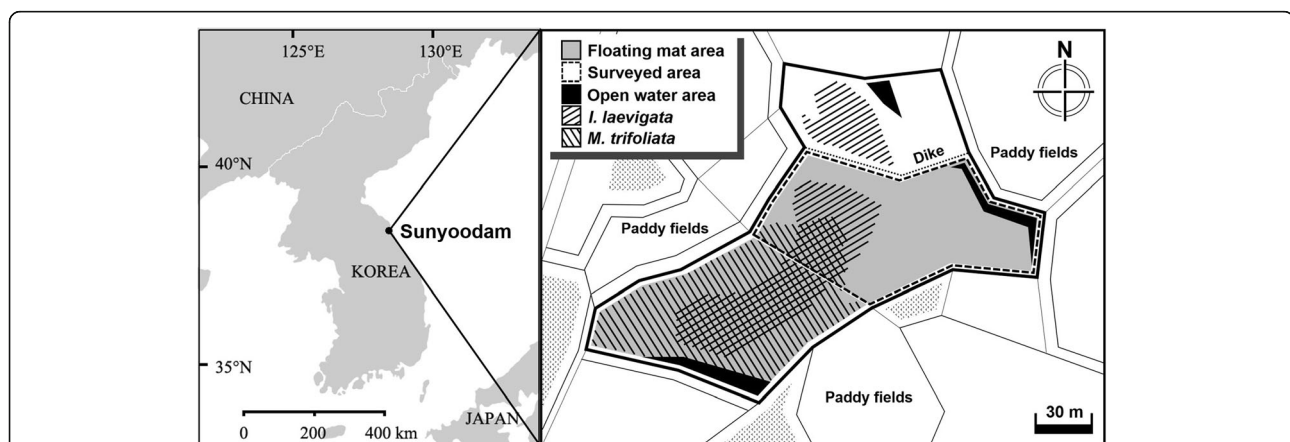 125°E
130°E
CHINA
40°N
Sunyoodam
KOREA
35°N
JAPAN
0 200 400 km
Floating mat area
Surveyed area
Open water area
I. laevigata
M. trifoliata
N
Dike
Paddy fields
Paddy fields
Paddy fields
30 m